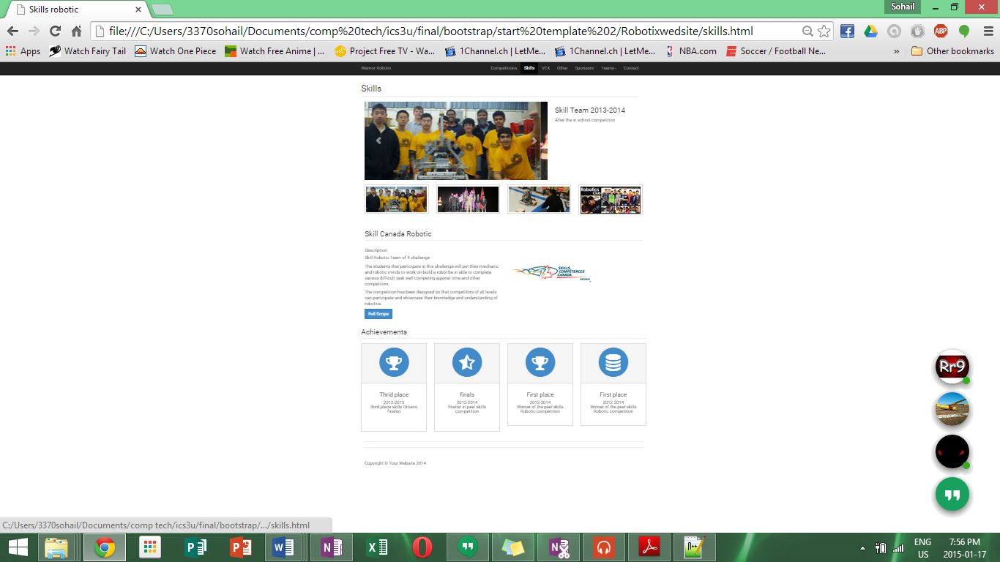 Skills robotic
Sohail
file:///C:/Users/3370sohail/Documents/comp%20tech/ics3u/final/bootstrap/start%20template%202/Robotixwedsite/skills.html
ABP
Apps Watch Fairy Tail Watch One Piece Watch Free Anime | ... Project Free TV - Wa... 1Channel.ch | LetMe... 1Channel.ch | LetMe... NBA.com Soccer / Football Ne... » Other bookmarks
Warrior Robotix Competitions Skills VEX Other Sponsors Teams Contact
Skills
Skill Team 2013-2014
After the in school competition
Robotics
Club
Skill Canada Robotic
Description:
Skill Robotic Team of 4 challenge
The students that participate in this challenge will put their mechanic
and robotic minds to work on build a robot be in able to complete
various difficult task well competing against time and other
competitors.
The competition has been designed so that competitors of all levels
can participate and showcase their knowledge and understanding of
robotics.
Full Scope
SKILLS
COMPÉTENCES
CANADA
ONTARIO
Achievements
Thrid place
2012-2013
third place skills Ontario
finalist
finals
2013-2014
finalist in peel skills
competition
First place
2012-2014
Winner of the peel skills
Robotic competition
First place
2012-2014
Winner of the peel skills
Robotic competition
Rr9
Copyright © Your Website 2014
C:/Users/3370sohail/Documents/comp tech/ics3u/final/bootstrap/.../skills.html
ENG
US
7:56 PM
2015-01-17